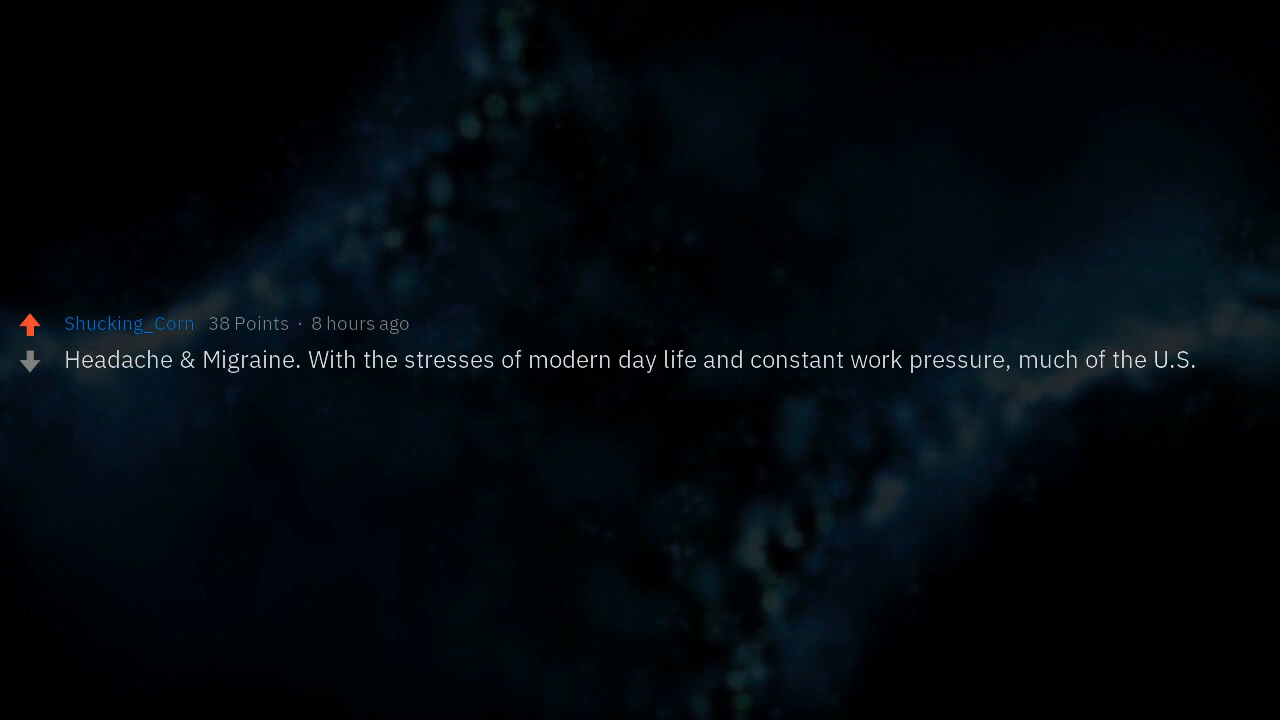 Shucking_Corn 38 Points · 8 hours ago
Headache & Migraine. With the stresses of modern day life and constant work pressure, much of the U.S.